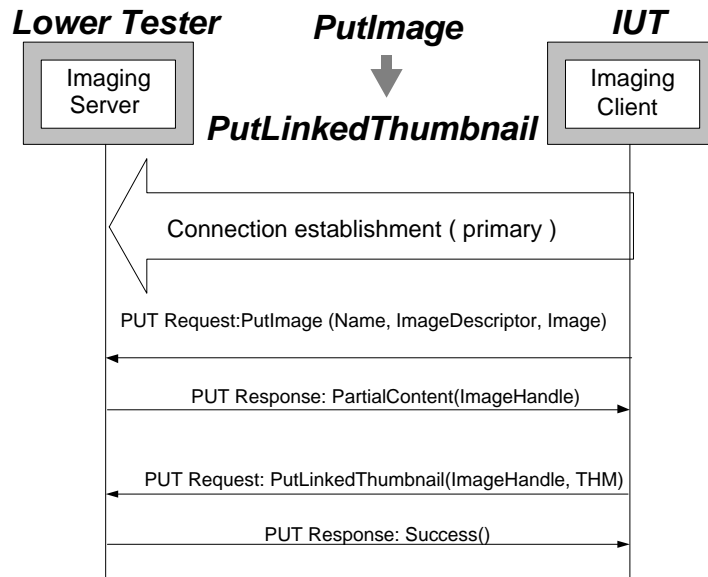 Lower Tester
PutImage
IUT
Imaging
Server
Imaging
Client
PutLinkedThumbnail
Connection establishment ( primary )
PUT Request:PutImage (Name, ImageDescriptor, Image)
PUT Response: PartialContent(ImageHandle)
PUT Request: PutLinkedThumbnail(ImageHandle, THM)
PUT Response: Success()